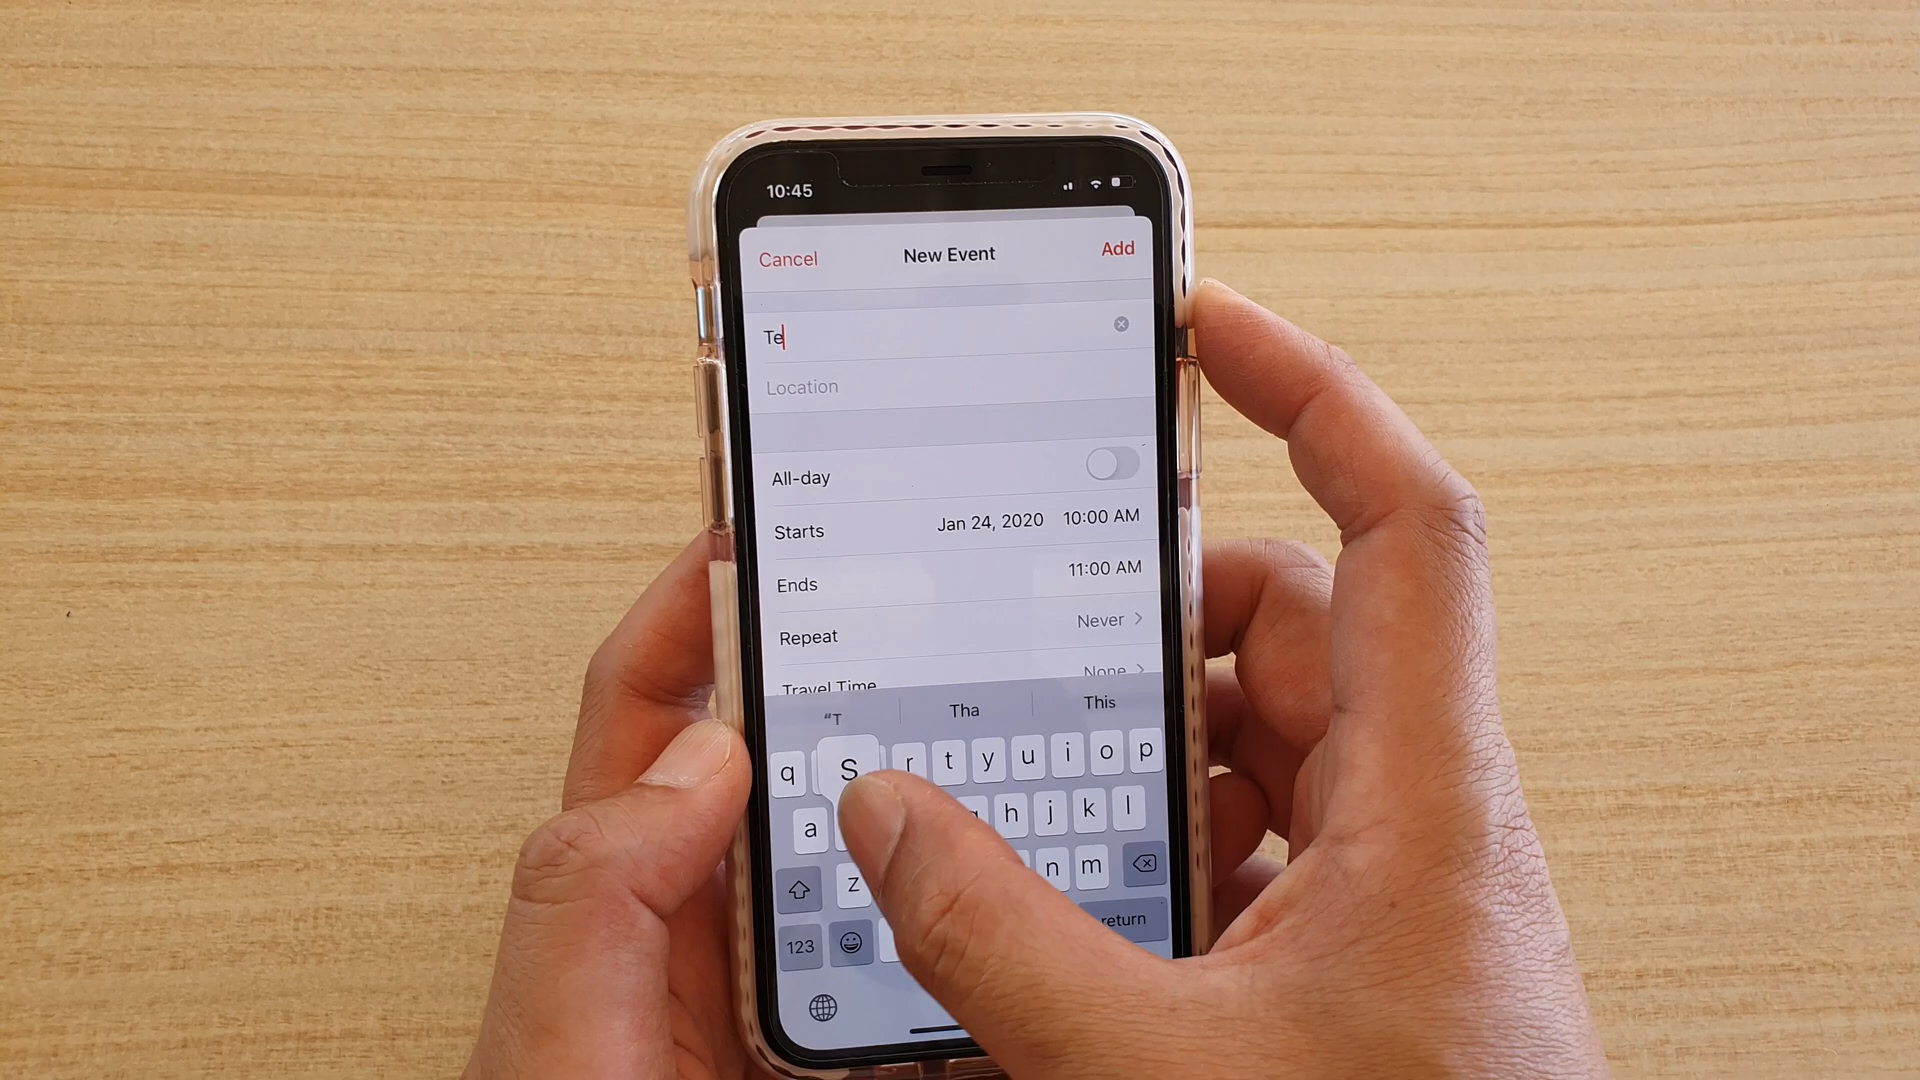 10:45
Cancel New Event Add
Te
Location
All-day
Starts Jan 24, 2020 10:00 AM
Ends 11:00 AM
Repeat Never
Travel Time None
"T Tha This
q S r t y u i o p
a h j k l
z n m
123 return